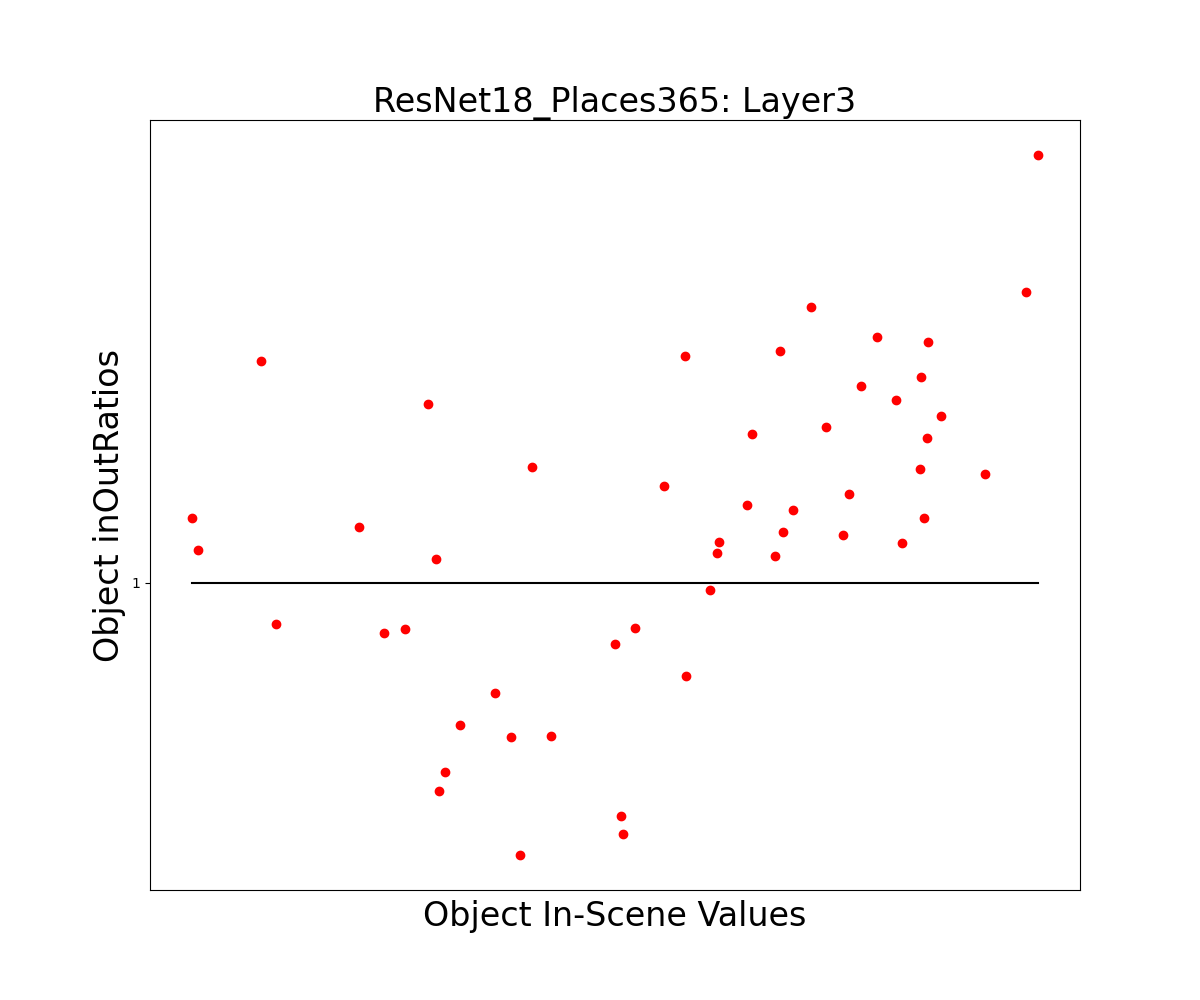 ResNet18_Places365: Layer3
Object inOutRatios
1
Object In-Scene Values